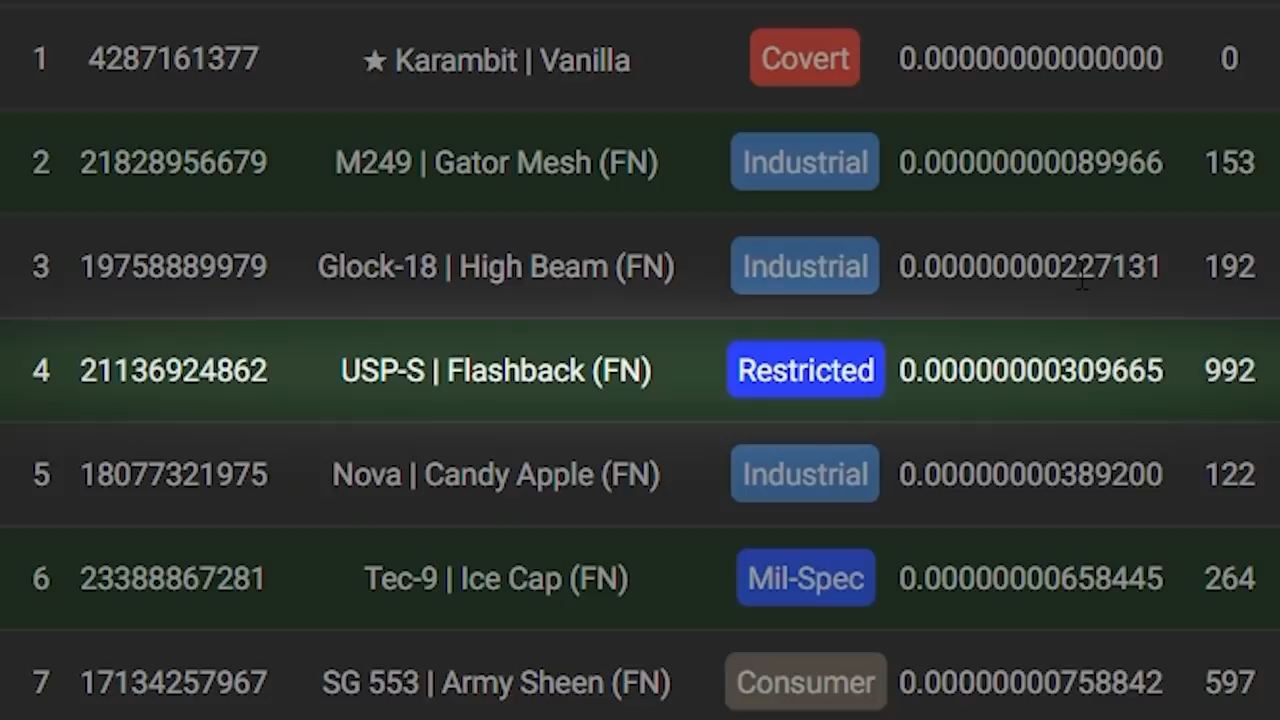 1 4287161377 ★ Karambit | Vanilla Covert 0.00000000000000 0
2 21828956679 M249 | Gator Mesh (FN) Industrial 0.00000000089966 153
3 19758889979 Glock-18 | High Beam (FN) Industrial 0.00000000227131 192
4 21136924862 USP-S | Flashback (FN) Restricted 0.00000000309665 992
5 18077321975 Nova | Candy Apple (FN) Industrial 0.00000000389200 122
6 23388867281 Tec-9 | Ice Cap (FN) Mil-Spec 0.00000000658445 264
7 17134257967 SG 553 | Army Sheen (FN) Consumer 0.00000000758842 597